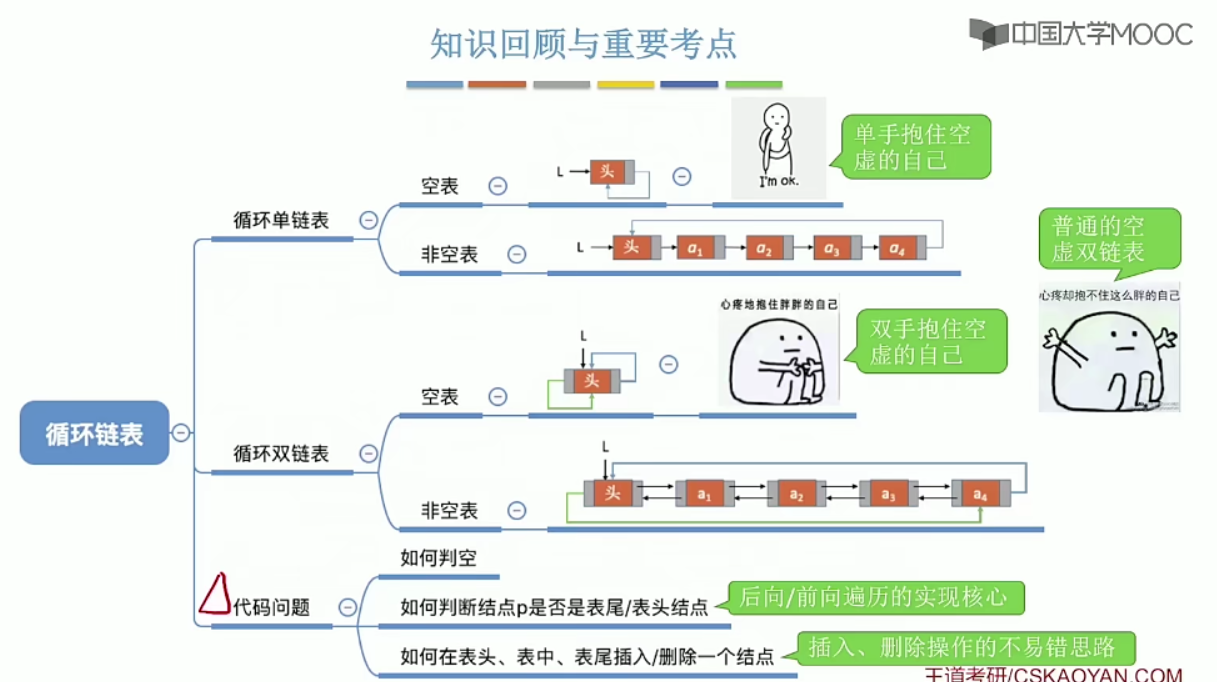 知识回顾与重要考点
中国大学MOOC
单手抱住空
虚的自己
I'm ok.
L
头
空表
循环单链表
非空表
L
头
a1
a2
a3
a4
普通的空
虚双链表
心疼却抱不住这么胖的自己
心疼地抱住胖胖的自己
双手抱住空
虚的自己
L
头
空表
循环链表
循环双链表
L
头
a1
a2
a3
a4
非空表
如何判空
代码问题
如何判断结点p是否是表尾/表头结点
后向/前向遍历的实现核心
如何在表头、表中、表尾插入/删除一个结点
插入、删除操作的不易错思路
王道考研/CSKAOYAN.COM